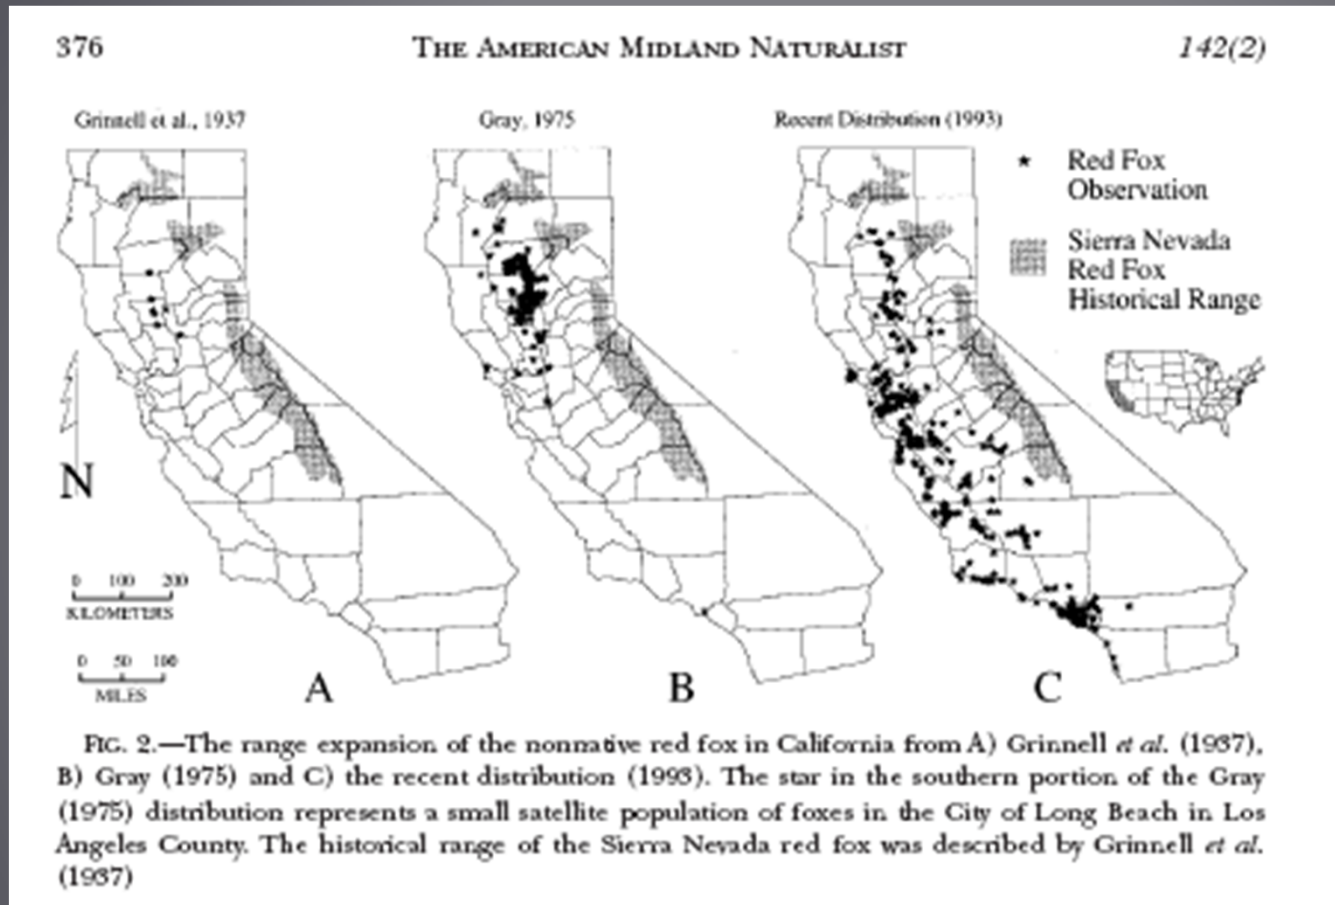 376
THE AMERICAN MIDLAND NATURALIST
142(2)
Grinnell et al., 1937
Gray, 1975
Recent Distribution (1993)
Red Fox
Observation
Sierra Nevada
Red Fox
Historical Range
N
0 100 200
KILOMETERS
0 50 100
MILES
A
B
C
FIG. 2.—The range expansion of the nonnative red fox in California from A) Grinnell et al. (1937),
B) Gray (1975) and C) the recent distribution (1993). The star in the southern portion of the Gray
(1975) distribution represents a small satellite population of foxes in the City of Long Beach in Los
Angeles County. The historical range of the Sierra Nevada red fox was described by Grinnell et al.
(1937)